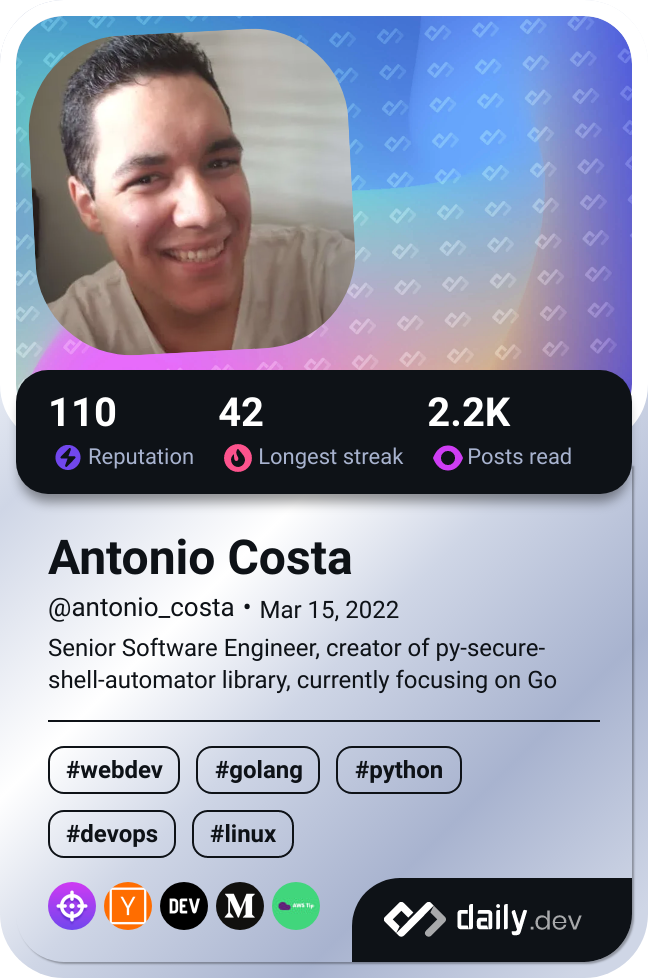 110 42 2.2K
Reputation Longest streak Posts read
Antonio Costa
@antonio_costa • Mar 15, 2022
Senior Software Engineer, creator of py-secure-
shell-automator library, currently focusing on Go
#webdev #golang #python
#devops #linux
Y DEV M AWS Tip
daily.dev